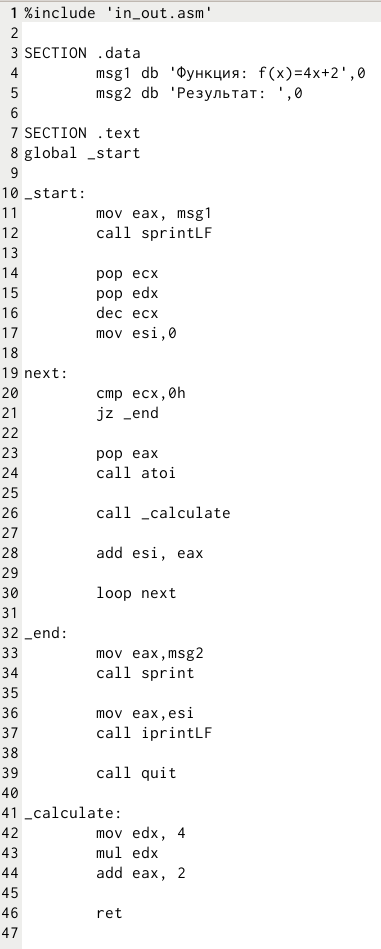 1 %include 'in_out.asm'
2
3 SECTION .data
4 msg1 db 'Функция: f(x)=4x+2',0
5 msg2 db 'Результат: ',0
6
7 SECTION .text
8 global _start
9
10 _start:
11 mov eax, msg1
12 call sprintLF
13
14 pop ecx
15 pop edx
16 dec ecx
17 mov esi,0
18
19 next:
20 cmp ecx,0h
21 jz _end
22
23 pop eax
24 call atoi
25
26 call _calculate
27
28 add esi, eax
29
30 loop next
31
32 _end:
33 mov eax,msg2
34 call sprint
35
36 mov eax,esi
37 call iprintLF
38
39 call quit
40
41 _calculate:
42 mov edx, 4
43 mul edx
44 add eax, 2
45
46 ret
47